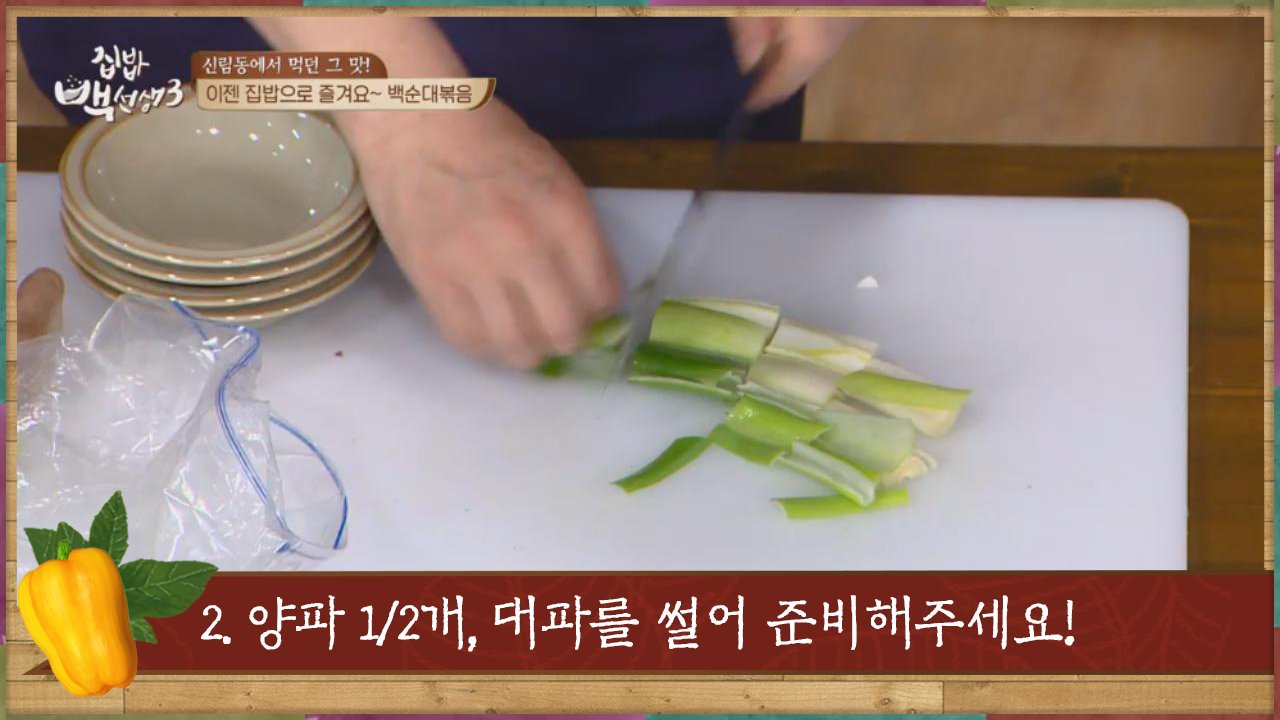 집밥
백선생3
신림동에서 먹던 그 맛!
이젠 집밥으로 즐겨요~ 백순대볶음
2. 양파 1/2개, 대파를 썰어 준비해주세요!